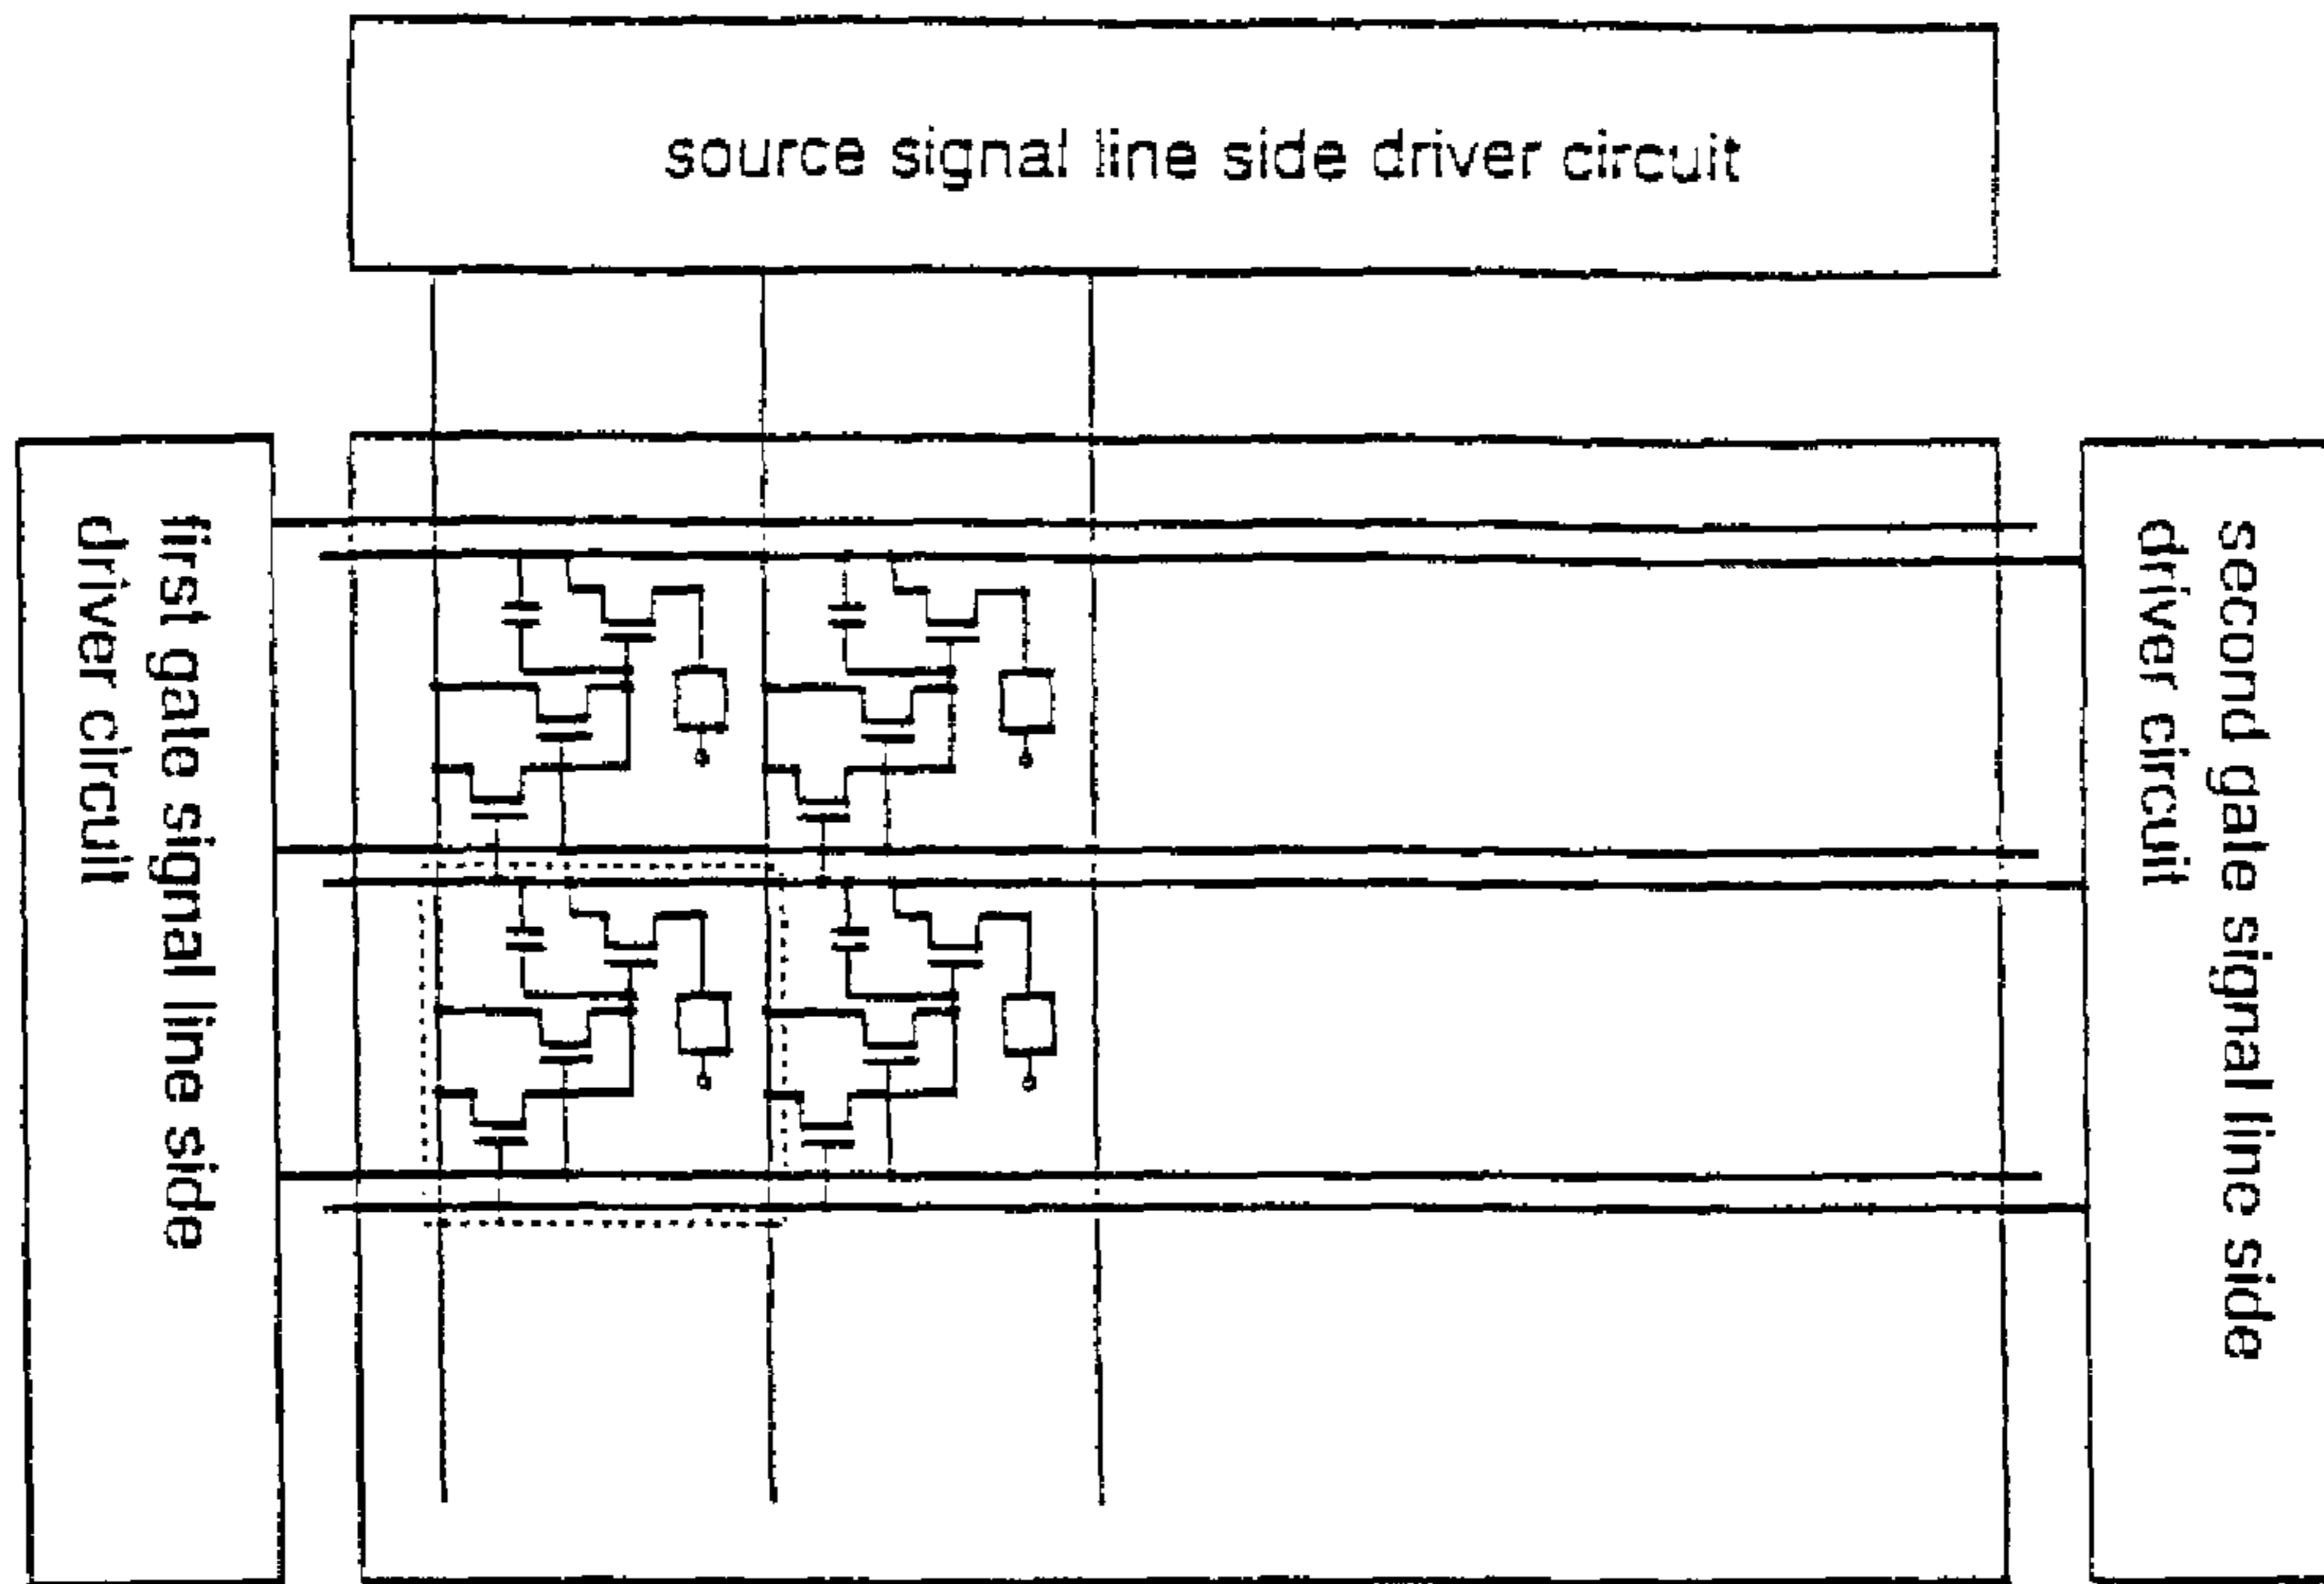 source signal line side driver circuit
first gate signal line side
driver circuit
second gate signal line side
driver circuit